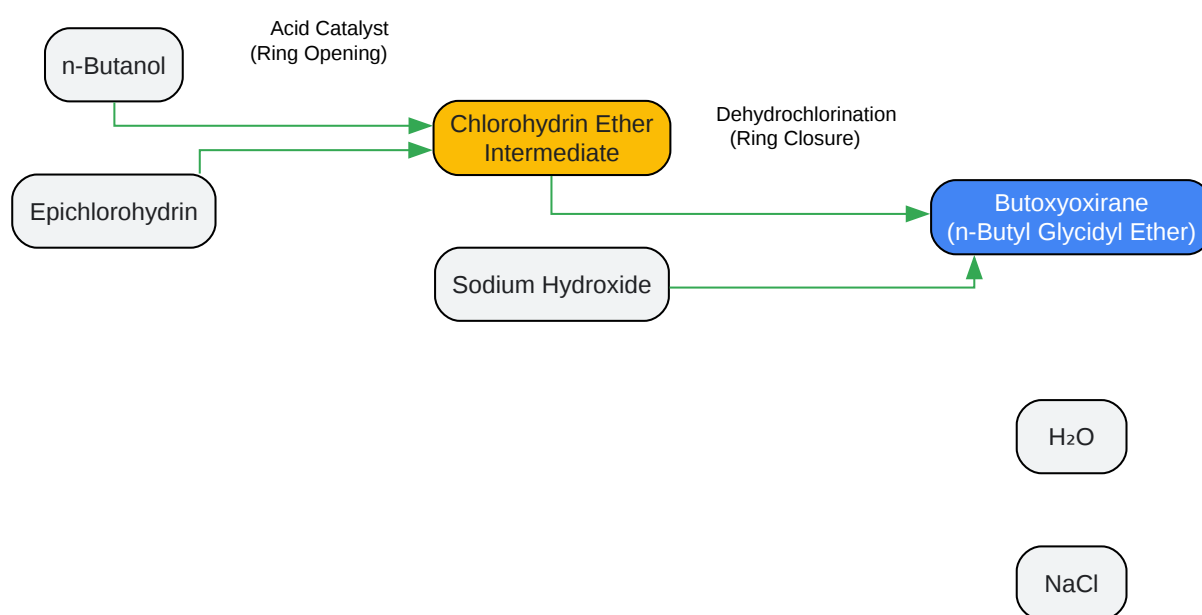 Acid Catalyst
(Ring Opening)
n-Butanol
Epichlorohydrin
Chlorohydrin Ether
Intermediate
Dehydrochlorination
(Ring Closure)
Sodium Hydroxide
Butoxyoxirane
(n-Butyl Glycidyl Ether)
H₂O
NaCl